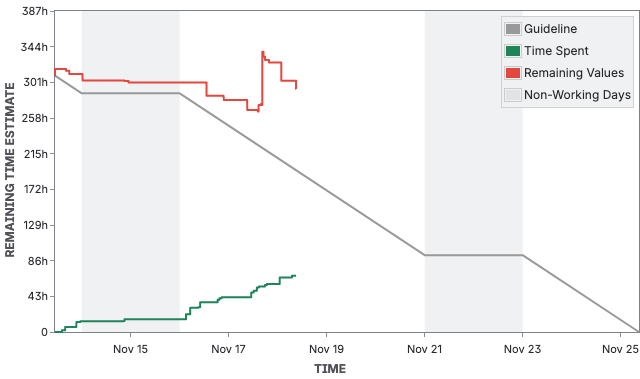 387h
344h
301h
258h
215h
172h
129h
86h
43h
0
REMAINING TIME ESTIMATE
Guideline
Time Spent
Remaining Values
Non-Working Days
Nov 15
Nov 17
Nov 19
Nov 21
Nov 23
Nov 25
TIME